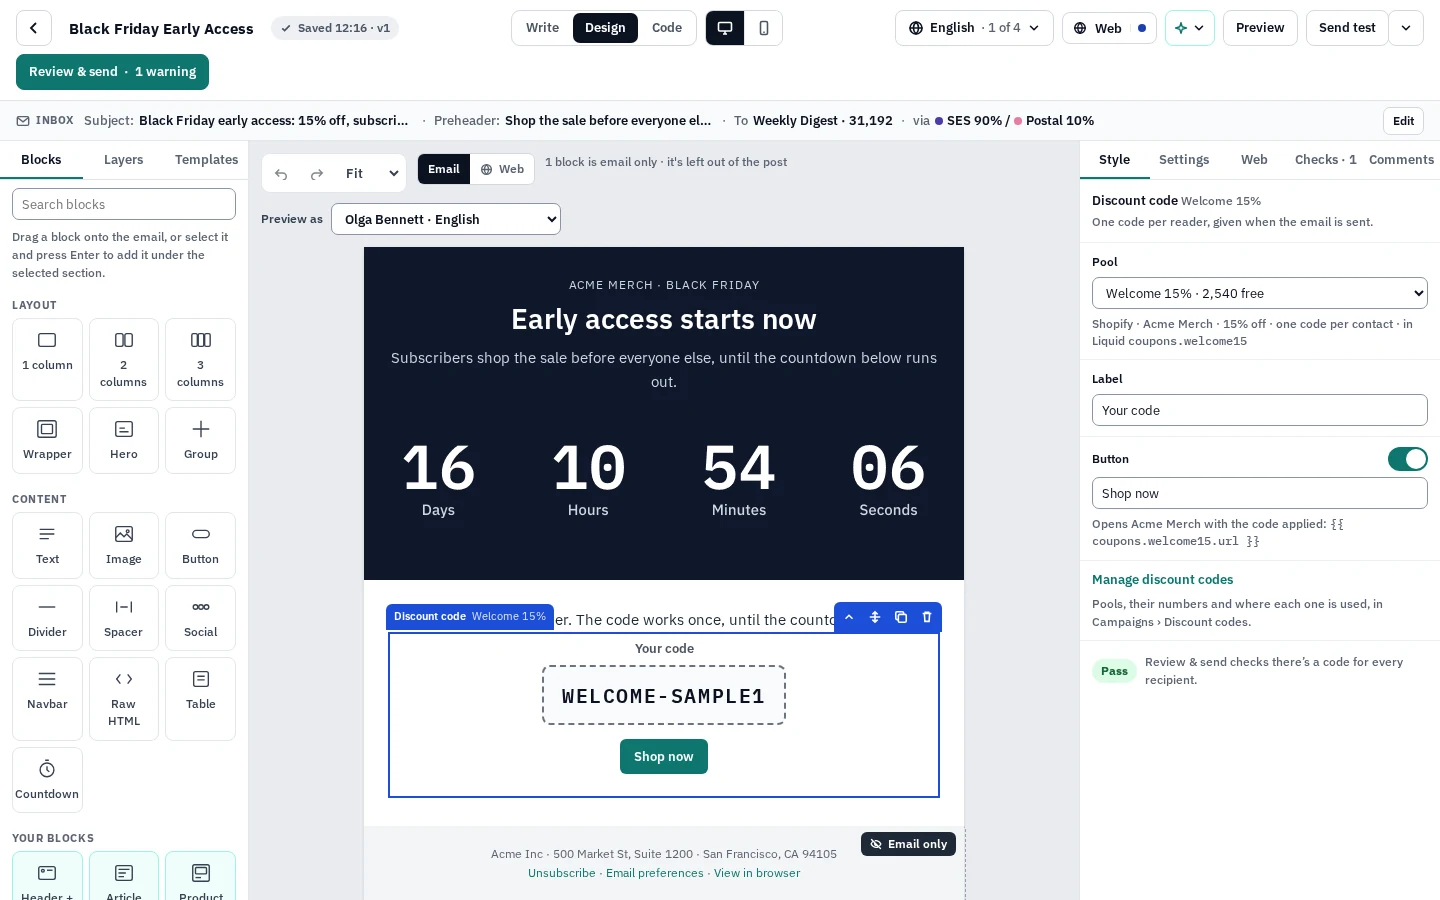 Black Friday Early Access
Saved 12:16 · v1
Write
Design
Code
English · 1 of 4
Web
Preview
Send test
Review & send · 1 warning
INBOX
Subject: Black Friday early access: 15% off, subscri...
· Preheader: Shop the sale before everyone el...
· To Weekly Digest · 31,192
· via SES 90% / Postal 10%
Edit
Blocks
Layers
Templates
Search blocks
Drag a block onto the email, or select it
and press Enter to add it under the
selected section.
LAYOUT
1 column
2
columns
3
columns
Wrapper
Hero
Group
CONTENT
Text
Image
Button
Divider
Spacer
Social
Navbar
Raw
HTML
Table
Countdown
YOUR BLOCKS
Header +
Article
Product
Fit
Email
Web
1 block is email only · it's left out of the post
Preview as
Olga Bennett · English
ACME MERCH · BLACK FRIDAY
Early access starts now
Subscribers shop the sale before everyone else, until the countdown below runs
out.
16
10
54
06
Days
Hours
Minutes
Seconds
Discount code Welcome 15%
er. The code works once, until the countd
Your code
WELCOME-SAMPLE1
Shop now
Email only
Acme Inc · 500 Market St, Suite 1200 · San Francisco, CA 94105
Unsubscribe · Email preferences · View in browser
Style
Settings
Web
Checks · 1
Comments
Discount code Welcome 15%
One code per reader, given when the email is sent.
Pool
Welcome 15% · 2,540 free
Shopify · Acme Merch · 15% off · one code per contact · in
Liquid coupons.welcome15
Label
Your code
Button
Shop now
Opens Acme Merch with the code applied: {{
coupons.welcome15.url }}
Manage discount codes
Pools, their numbers and where each one is used, in
Campaigns › Discount codes.
Pass
Review & send checks there's a code for every
recipient.